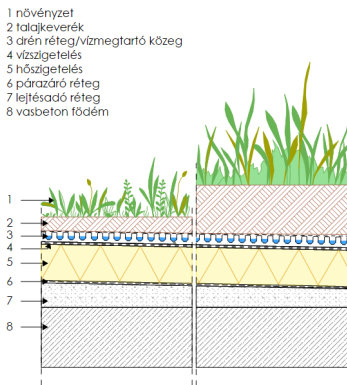 1 növényzet
2 talajkeverék
3 drén réteg/vízmegtartó közeg
4 vízszigetelés
5 hőszigetelés
6 párazáró réteg
7 lejtésadó réteg
8 vasbeton födém
1
2
3
4
5
6
7
8